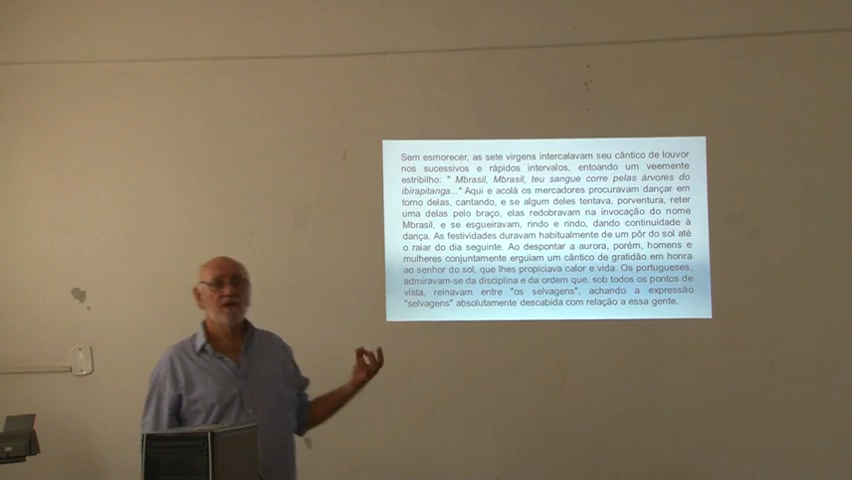 Sem esmorecer, as sete virgens intercalavam seu cântico de louvor
nos sucessivos e rápidos intervalos, entoando um veemente
estribilho: " Mbrasil, Mbrasil, teu sangue corre pelas árvores do
ibirapitanga..." Aqui e acolá os mercadores procuravam dançar em
torno delas, cantando, e se algum deles tentava, porventura, reter
uma delas pelo braço, elas redobravam na invocação do nome
Mbrasil, e se esgueiravam, rindo e rindo, dando continuidade à
dança. As festividades duravam habitualmente de um pôr do sol até
o raiar do dia seguinte. Ao despontar a aurora, porém, homens e
mulheres conjuntamente erguiam um cântico de gratidão em honra
ao senhor do sol, que lhes propiciava calor e vida. Os portugueses,
admiravam-se da disciplina e da ordem que, sob todos os pontos de
vista, reinavam entre "os selvagens", achando a expressão
"selvagens" absolutamente descabida com relação a essa gente.